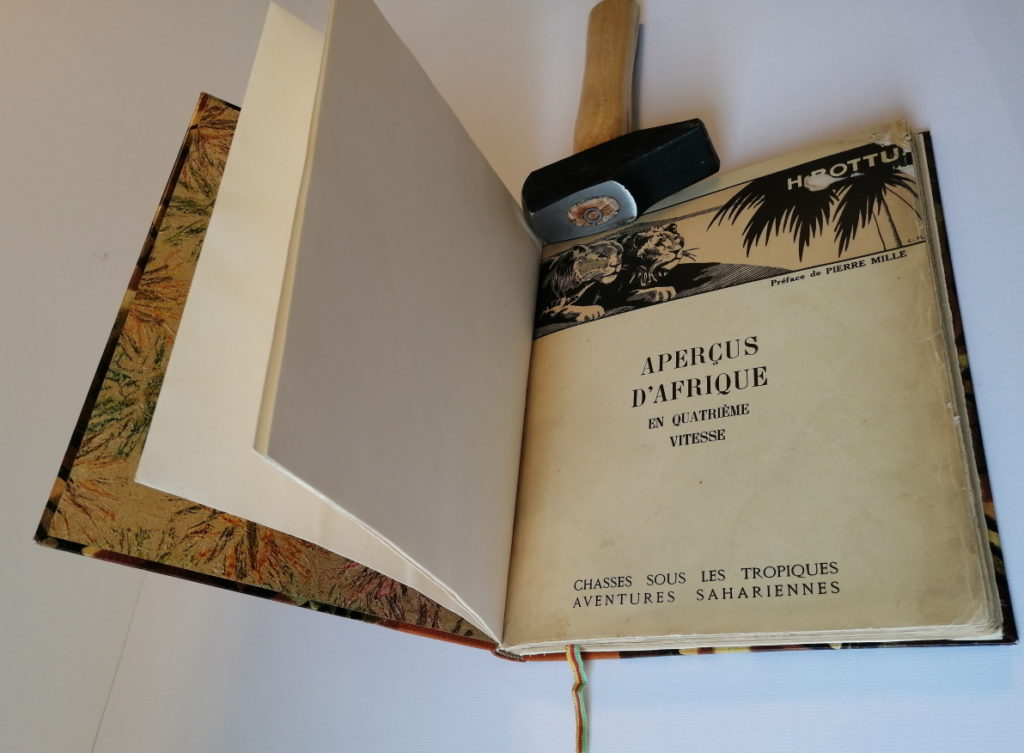 H. BOTTU
Préface de PIERRE MILLE
APERÇUS
D'AFRIQUE
EN QUATRIÈME
VITESSE
CHASSES SOUS LES TROPIQUES
AVENTURES SAHARIENNES